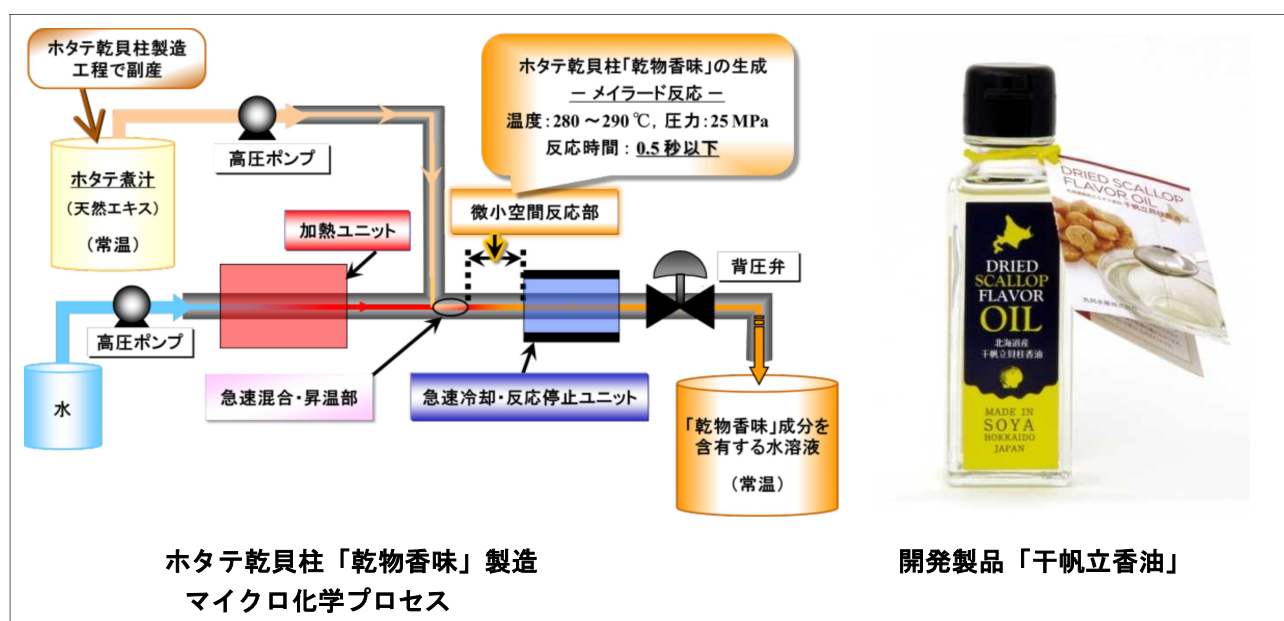 ホタテ乾貝柱製造
工程で副産
ホタテ乾貝柱「乾物香味」の生成
― メイラード反応 ―
温度:280～290℃, 圧力:25 MPa
反応時間： 0.5秒以下
高圧ポンプ
ホタテ煮汁
(天然エキス)
(常温)
加熱ユニット
微小空間反応部
背圧弁
高圧ポンプ
水
急速混合・昇温部
急速冷却・反応停止ユニット
「乾物香味」成分を
含有する水溶液
(常温)
DRIED SCALLOP
FLAVOR OIL
DRIED
SCALLOP
FLAVOR
OIL
北海道産
干帆立貝柱香油
MADE IN
SOYA
HOKKAIDO
JAPAN
ホタテ乾貝柱「乾物香味」製造
マイクロ化学プロセス
開発製品「干帆立香油」